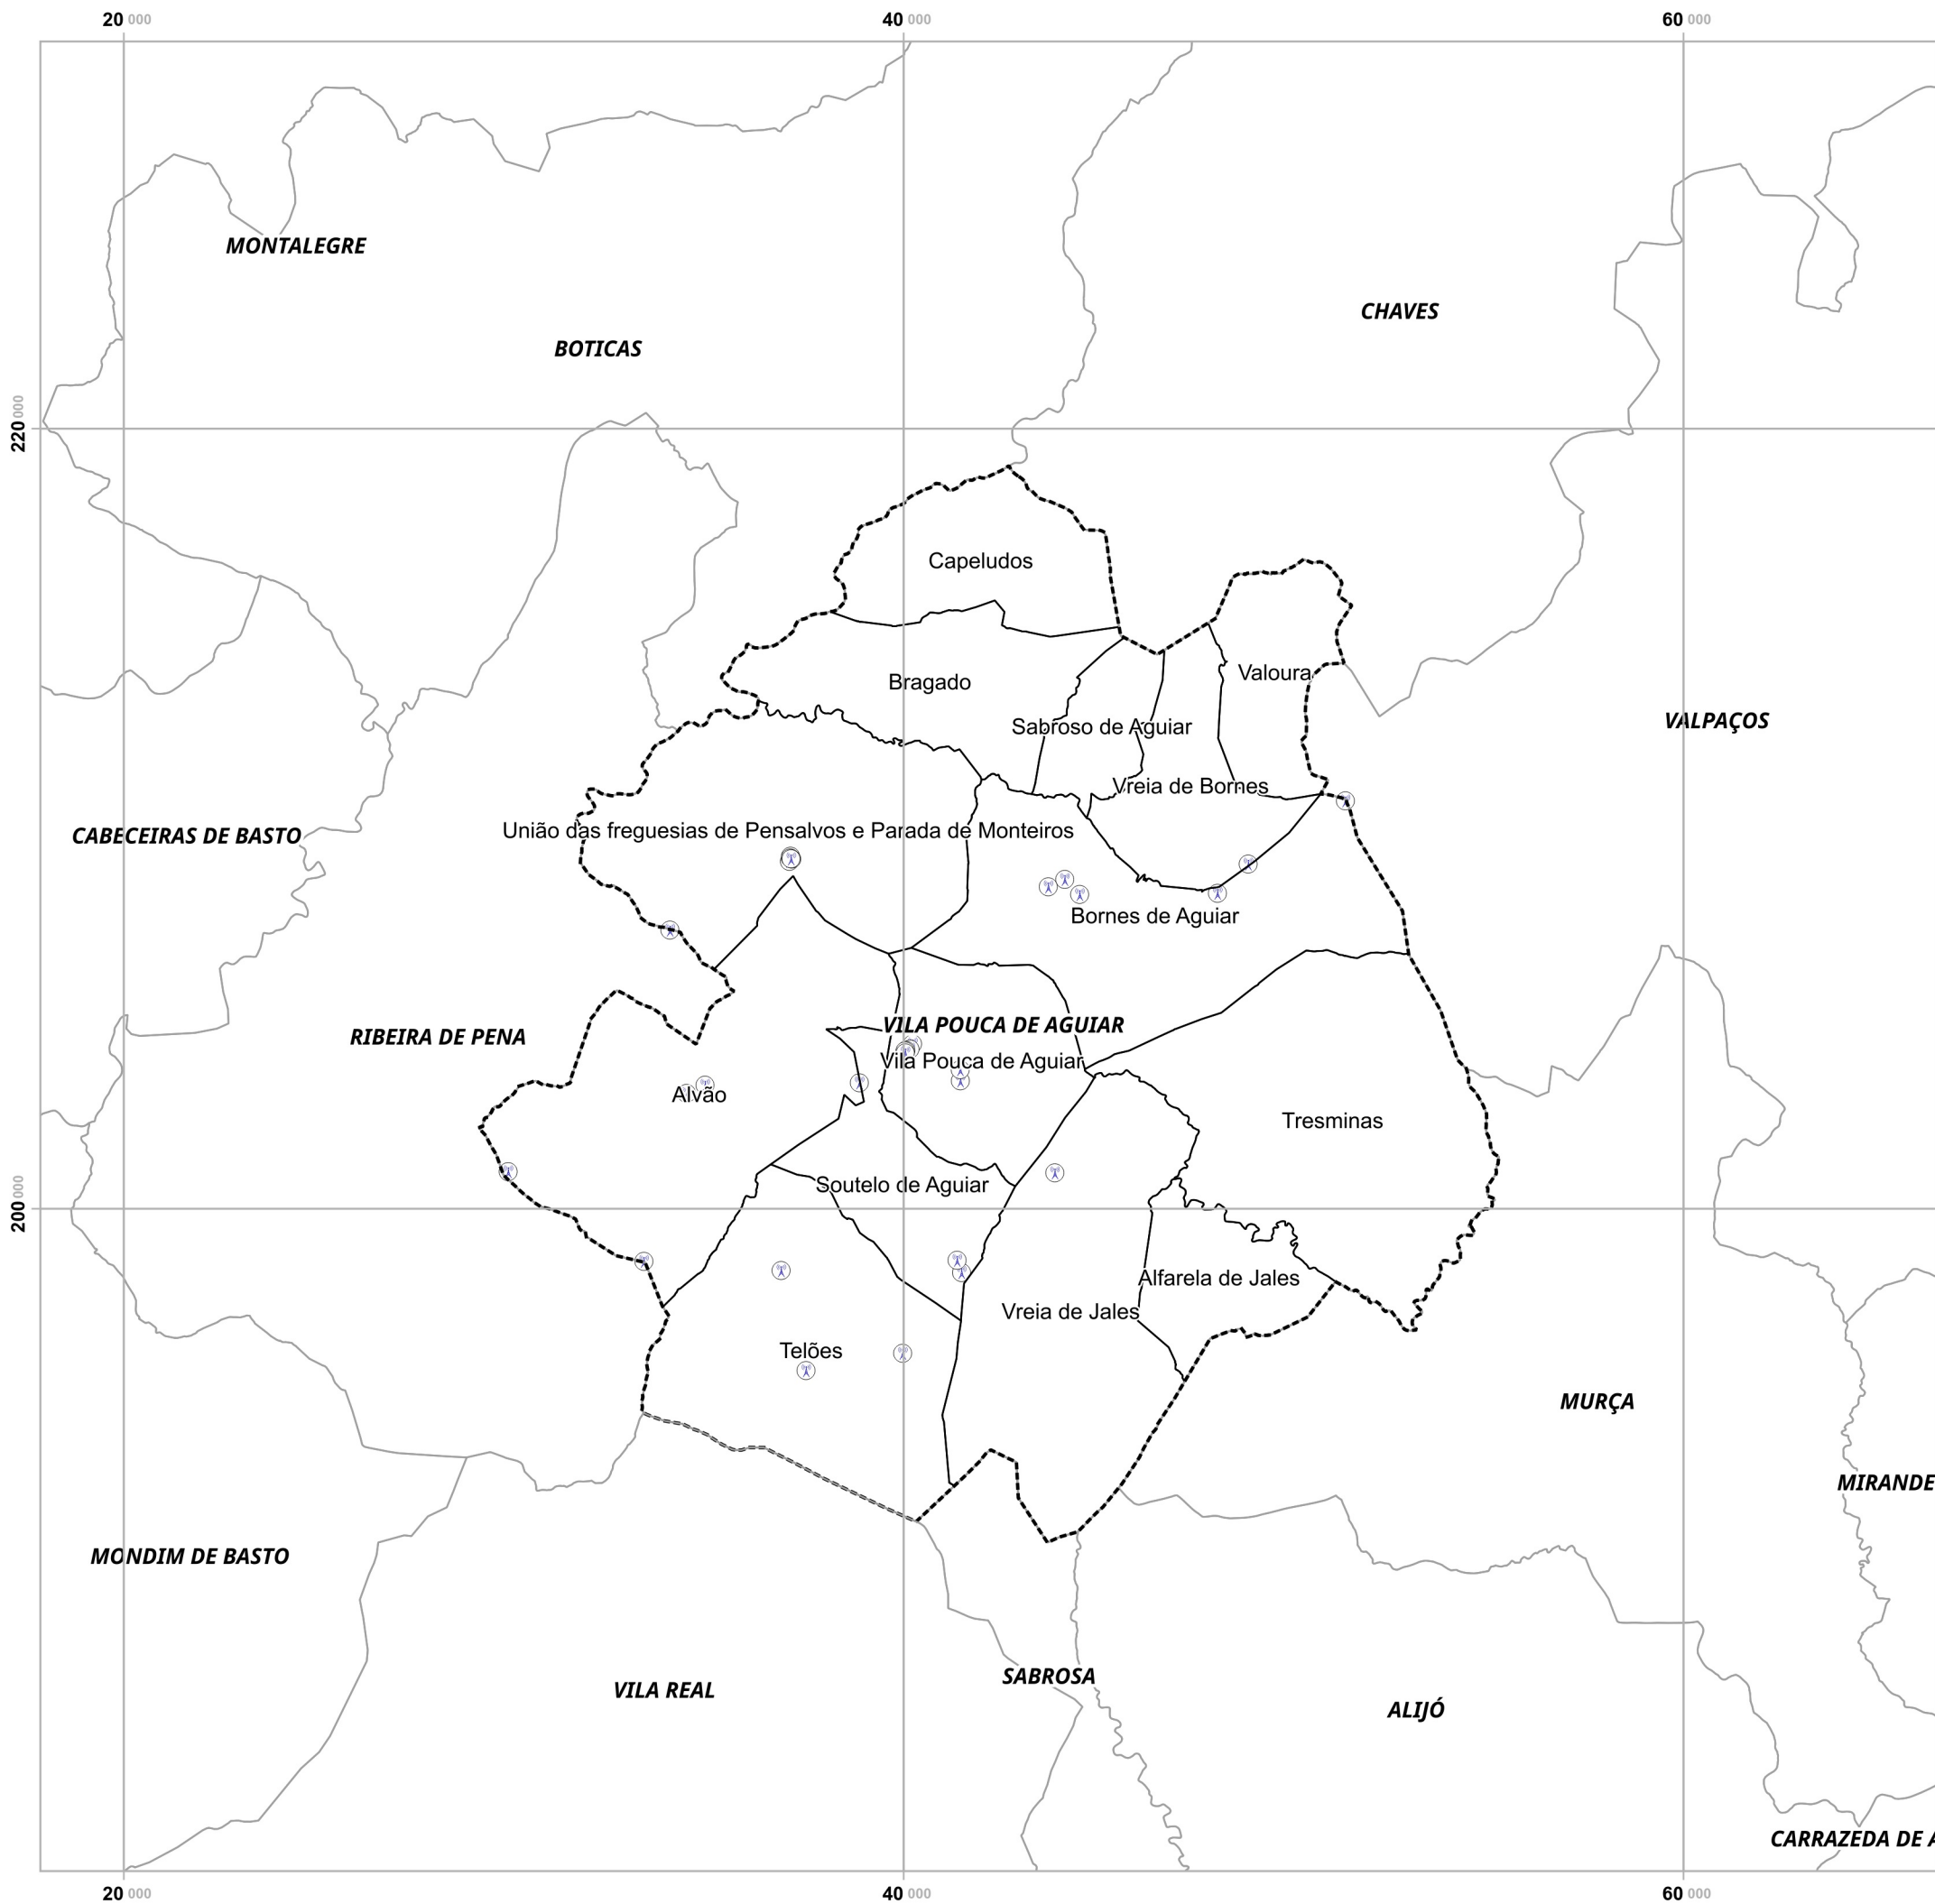 20 000
40 000
60 000
MONTALEGRE
CHAVES
BOTICAS
220 000
Capeludos
Valoura
Bragado
VALPAÇOS
Sabroso de Aguiar
Vreia de Bornes
União das freguesias de Pensalvos e Parada de Monteiros
CABECEIRAS DE BASTO
Bornes de Aguiar
VILA POUCA DE AGUIAR
RIBEIRA DE PENA
Vila Pouca de Aguiar
Alvão
Tresminas
Soutelo de Aguiar
200 000
Alfarela de Jales
Vreia de Jales
Telões
MURÇA
MIRANDE
MONDIM DE BASTO
SABROSA
VILA REAL
ALIJÓ
CARRAZEDA DE A
20 000
40 000
60 000